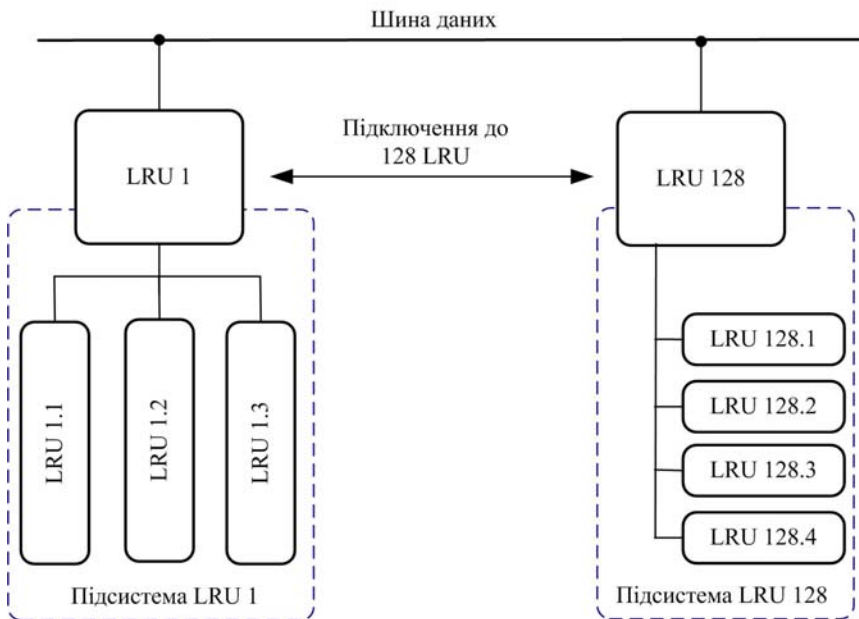 Шина даних
LRU 1
Підключення до
128 LRU
LRU 128
LRU 1.1
LRU 1.2
LRU 1.3
LRU 128.1
LRU 128.2
LRU 128.3
LRU 128.4
Підсистема LRU 1
Підсистема LRU 128